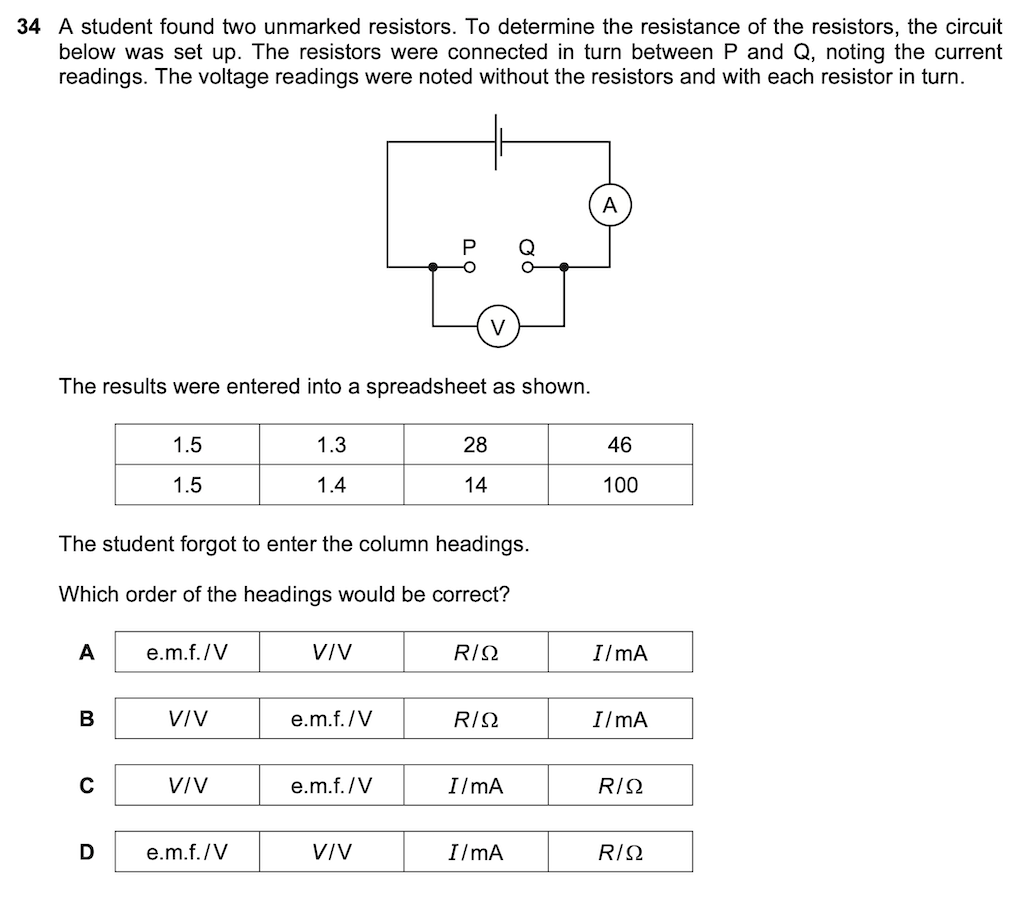 34 A student found two unmarked resistors. To determine the resistance of the resistors, the circuit
below was set up. The resistors were connected in turn between P and Q, noting the current
readings. The voltage readings were noted without the resistors and with each resistor in turn.
A
P Q
V
The results were entered into a spreadsheet as shown.
1.5 1.3 28 46
1.5 1.4 14 100
The student forgot to enter the column headings.
Which order of the headings would be correct?
A e.m.f./V V/V R/Ω I/mA
B V/V e.m.f./V R/Ω I/mA
C V/V e.m.f./V I/mA R/Ω
D e.m.f./V V/V I/mA R/Ω